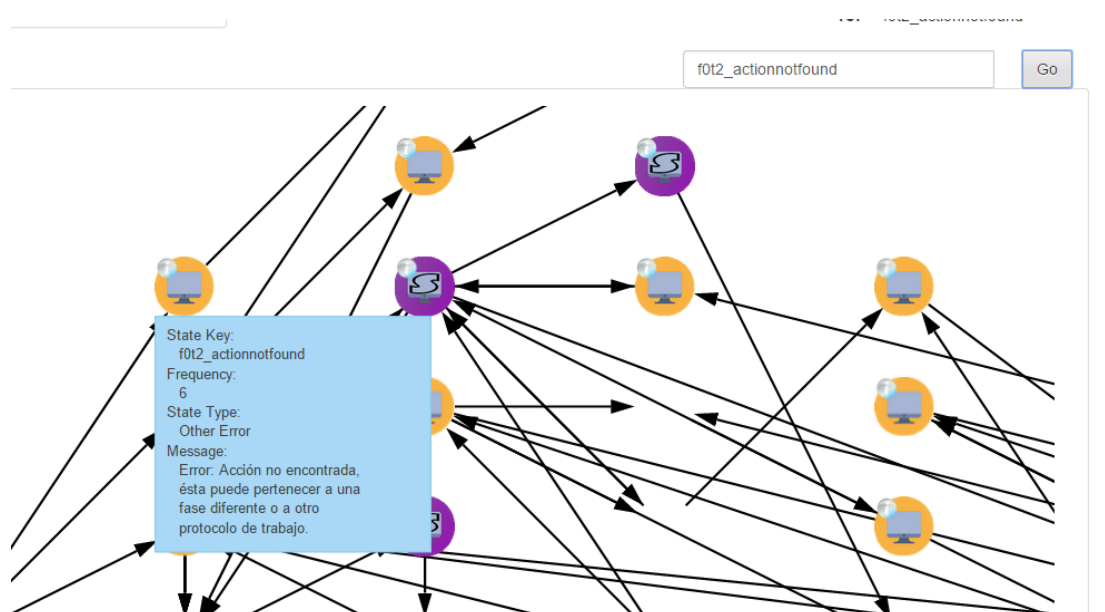 f0t2_actionnotfound
f0t2_actionnotfound
Go
State Key:
f0t2_actionnotfound
Frequency:
6
State Type:
Other Error
Message:
Error: Acción no encontrada,
ésta puede pertenecer a una
fase diferente o a otro
protocolo de trabajo.